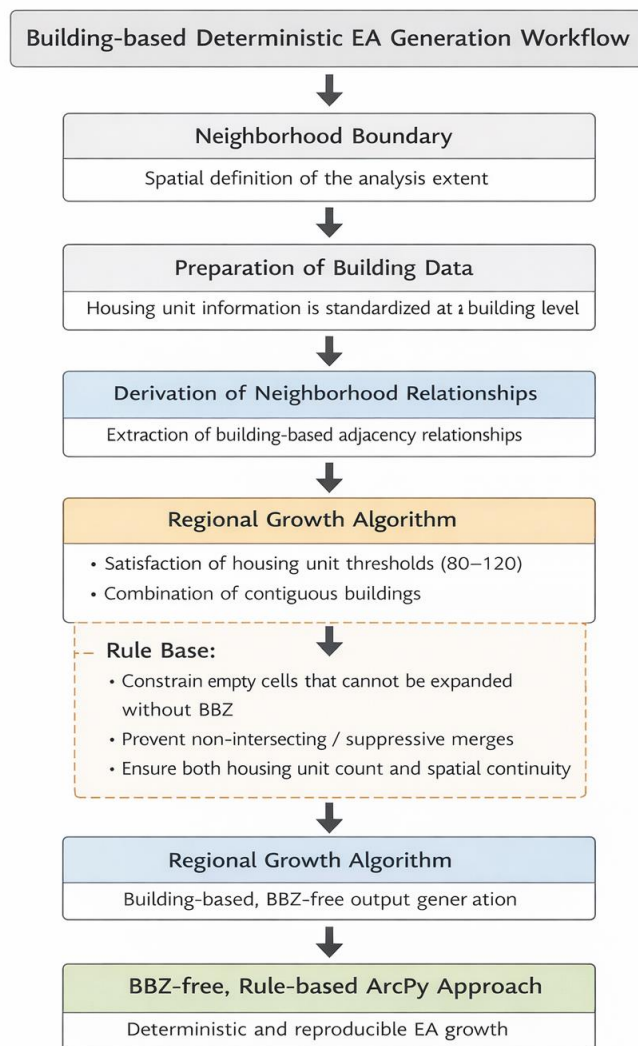 Building-based Deterministic EA Generation Workflow
Neighborhood Boundary
Spatial definition of the analysis extent
Preparation of Building Data
Housing unit information is standardized at building level
Derivation of Neighborhood Relationships
Extraction of building-based adjacency relationships
Regional Growth Algorithm
• Satisfaction of housing unit thresholds (80–120)
• Combination of contiguous buildings
Rule Base:
• Constrain empty cells that cannot be expanded
without BBZ
• Prevent non-intersecting / suppressive merges
• Ensure both housing unit count and spatial continuity
Regional Growth Algorithm
Building-based, BBZ-free output gener ation
BBZ-free, Rule-based ArcPy Approach
Deterministic and reproducible EA growth